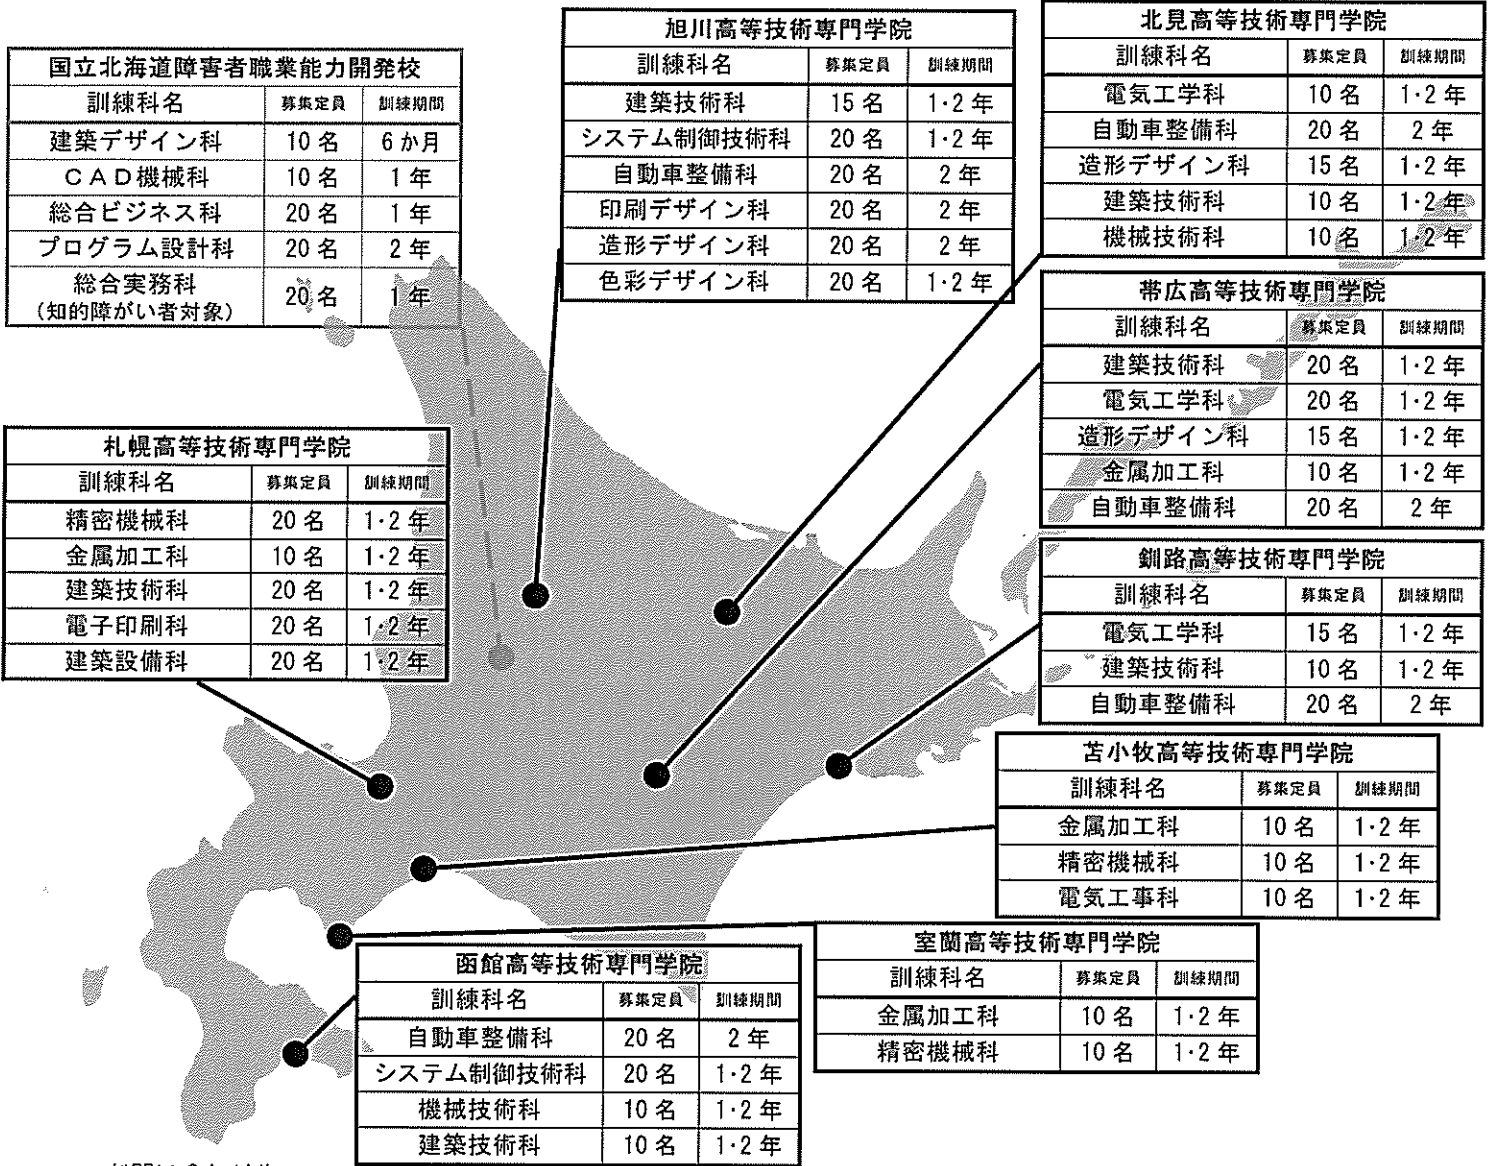 国立北海道障害者職業能力開発校
訓練科名 募集定員 訓練期間
建築デザイン科 10名 6か月
CAD機械科 10名 1年
総合ビジネス科 20名 1年
プログラム設計科 20名 2年
総合実務科 20名 1年
(知的障がい者対象)
旭川高等技術専門学院
訓練科名 募集定員 訓練期間
建築技術科 15名 1・2年
システム制御技術科 20名 1・2年
自動車整備科 20名 2年
印刷デザイン科 20名 2年
造形デザイン科 20名 2年
色彩デザイン科 20名 1・2年
北見高等技術専門学院
訓練科名 募集定員 訓練期間
電気工学科 10名 1・2年
自動車整備科 20名 2年
造形デザイン科 15名 1・2年
建築技術科 10名 1・2年
機械技術科 10名 1・2年
帯広高等技術専門学院
訓練科名 募集定員 訓練期間
建築技術科 20名 1・2年
電気工学科 20名 1・2年
造形デザイン科 15名 1・2年
金属加工科 10名 1・2年
自動車整備科 20名 2年
札幌高等技術専門学院
訓練科名 募集定員 訓練期間
精密機械科 20名 1・2年
金属加工科 10名 1・2年
建築技術科 20名 1・2年
電子印刷科 20名 1・2年
建築設備科 20名 1・2年
釧路高等技術専門学院
訓練科名 募集定員 訓練期間
電気工学科 15名 1・2年
建築技術科 10名 1・2年
自動車整備科 20名 2年
苫小牧高等技術専門学院
訓練科名 募集定員 訓練期間
金属加工科 10名 1・2年
精密機械科 10名 1・2年
電気工事科 10名 1・2年
室蘭高等技術専門学院
訓練科名 募集定員 訓練期間
金属加工科 10名 1・2年
精密機械科 10名 1・2年
函館高等技術専門学院
訓練科名 募集定員 訓練期間
自動車整備科 20名 2年
システム制御技術科 20名 1・2年
機械技術科 10名 1・2年
建築技術科 10名 1・2年